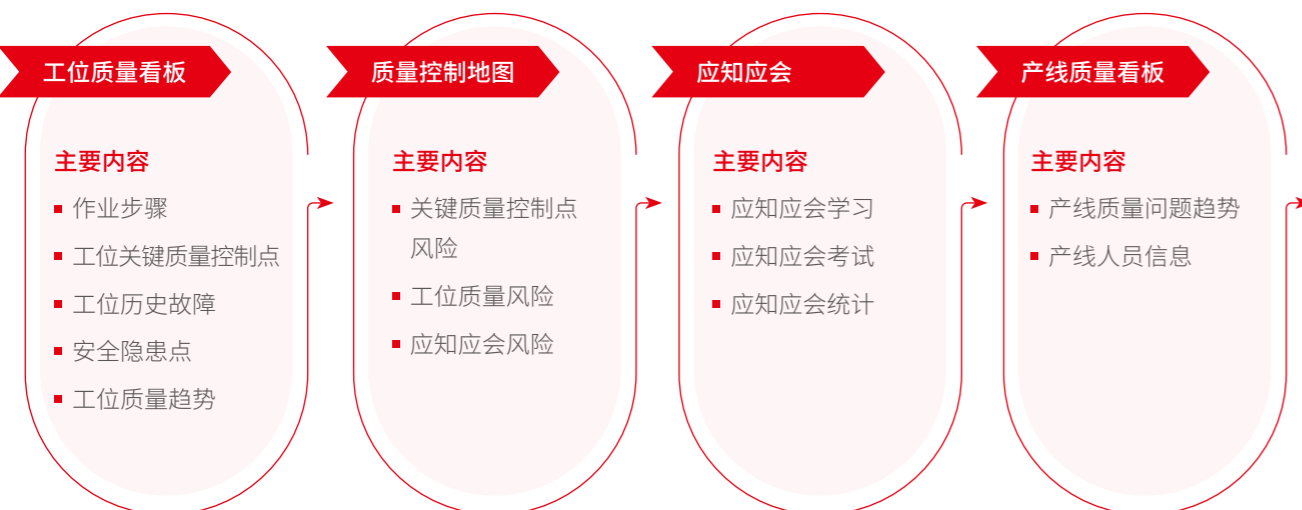 工位质量看板
主要内容
作业步骤
工位关键质量控制点
工位历史故障
安全隐患点
工位质量趋势
质量控制地图
主要内容
关键质量控制点
风险
工位质量风险
应知应会风险
应知应会
主要内容
应知应会学习
应知应会考试
应知应会统计
产线质量看板
主要内容
产线质量问题趋势
产线人员信息